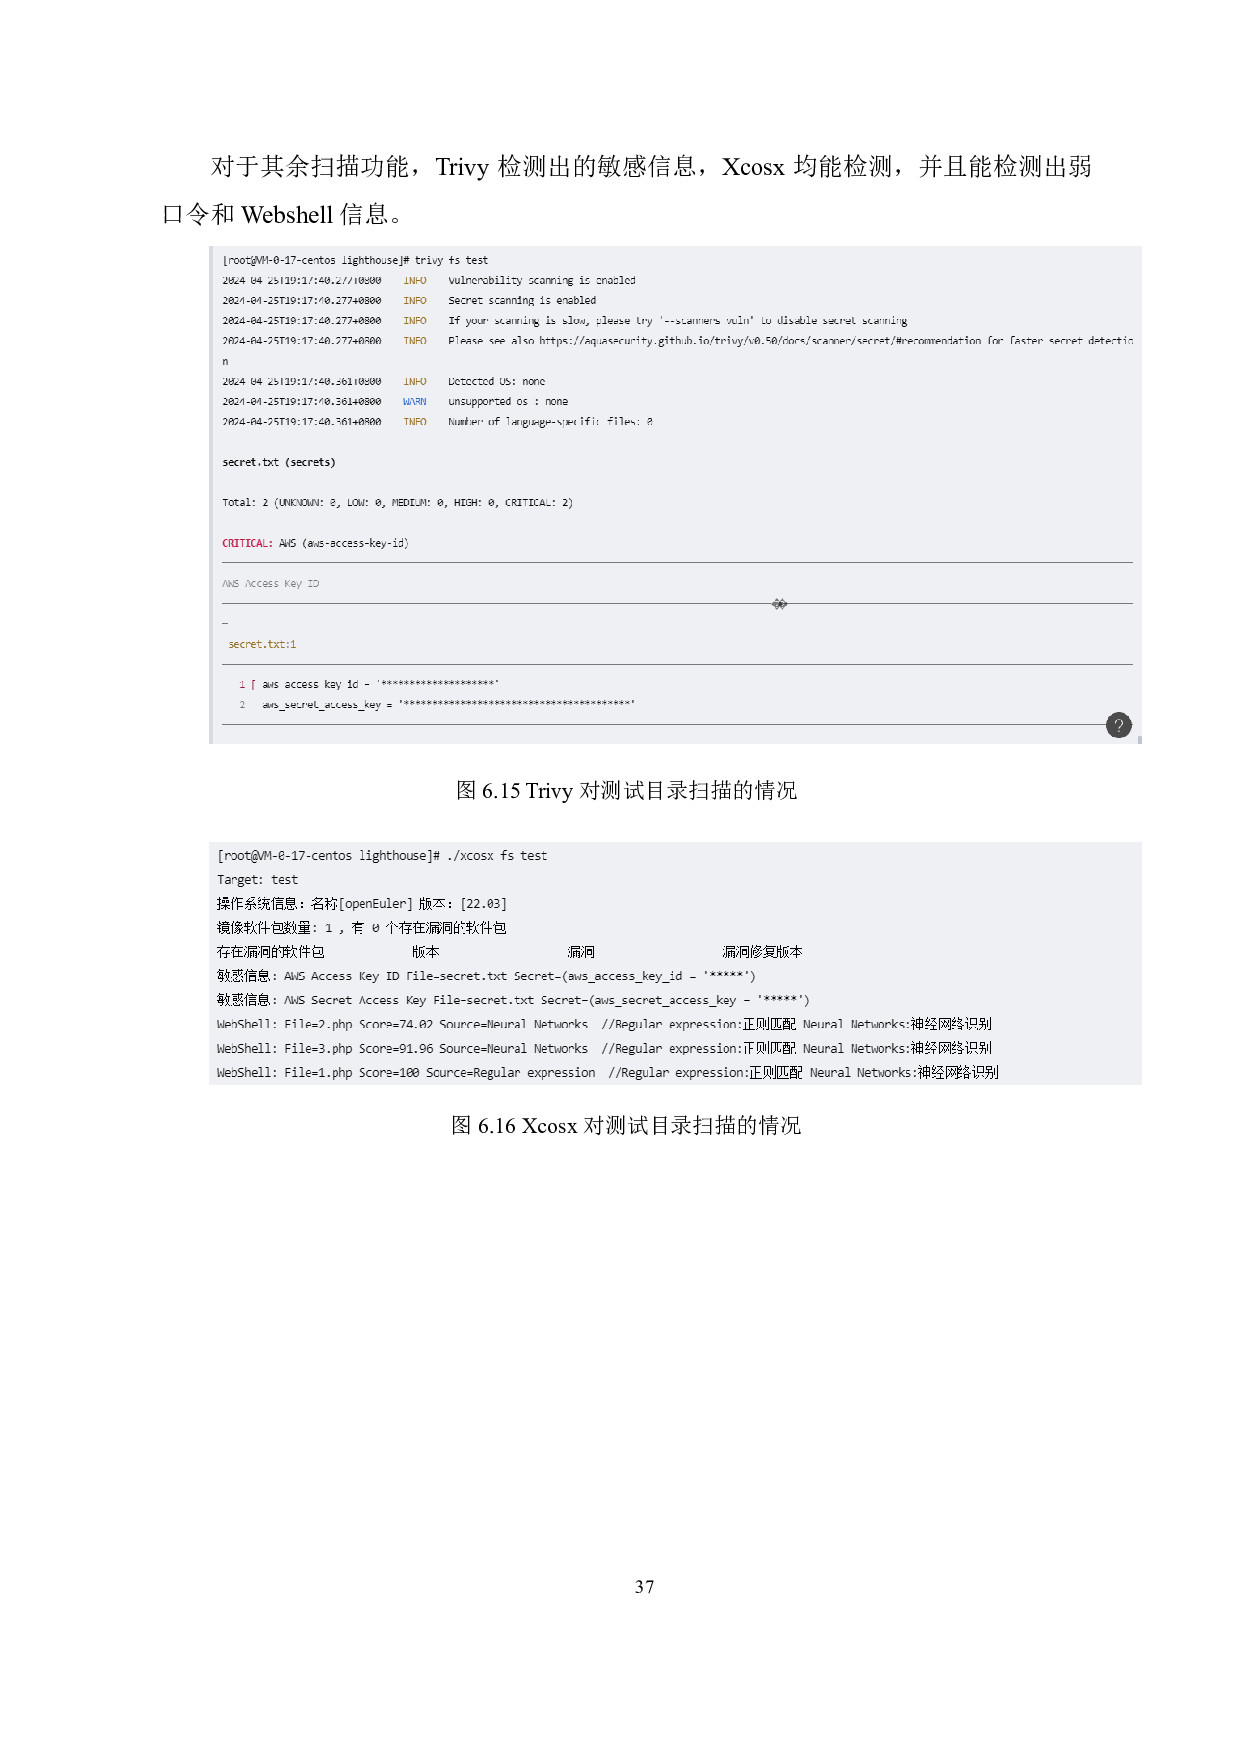 对于其余扫描功能，Trivy 检测出的敏感信息，Xcosx 均能检测，并且能检测出弱
口令和 Webshell 信息。
[root@VM-0-17-centos lighthouse]# trivy fs test
2024-04-25T19:17:40.277+0800 INFO Vulnerability scanning is enabled
2024-04-25T19:17:40.277+0800 INFO Secret scanning is enabled
2024-04-25T19:17:40.277+0800 INFO If your scanning is slow, please try '--scanners vuln' to disable secret scanning
2024-04-25T19:17:40.277+0800 INFO Please see also https://aquasecurity.github.io/trivy/v0.50/docs/scanner/secret/#recommendation for faster secret detectio
n
2024-04-25T19:17:40.361+0800 INFO Detected OS: none
2024-04-25T19:17:40.361+0800 WARN unsupported os : none
2024-04-25T19:17:40.361+0800 INFO Number of language-specific files: 0
secret.txt (secrets)
Total: 2 (UNKNOWN: 0, LOW: 0, MEDIUM: 0, HIGH: 0, CRITICAL: 2)
CRITICAL: AWS (aws-access-key-id)
AWS Access Key ID
secret.txt:1
1 [ aws_access_key_id = '********************'
2 aws_secret_access_key = '****************************************'
?
图 6.15 Trivy 对测试目录扫描的情况
[root@VM-0-17-centos lighthouse]# ./xcosx fs test
Target: test
操作系统信息：名称[openEuler] 版本：[22.03]
镜像软件包数量: 1 , 有 0 个存在漏洞的软件包
存在漏洞的软件包 版本 漏洞 漏洞修复版本
敏感信息: AWS Access Key ID File=secret.txt Secret=(aws_access_key_id = '*****')
敏感信息: AWS Secret Access Key File=secret.txt Secret=(aws_secret_access_key = '*****')
WebShell: File=2.php Score=74.02 Source=Neural Networks //Regular expression:正则匹配 Neural Networks:神经网络识别
WebShell: File=3.php Score=91.96 Source=Neural Networks //Regular expression:正则匹配 Neural Networks:神经网络识别
WebShell: File=1.php Score=100 Source=Regular expression //Regular expression:正则匹配 Neural Networks:神经网络识别
图 6.16 Xcosx 对测试目录扫描的情况
37